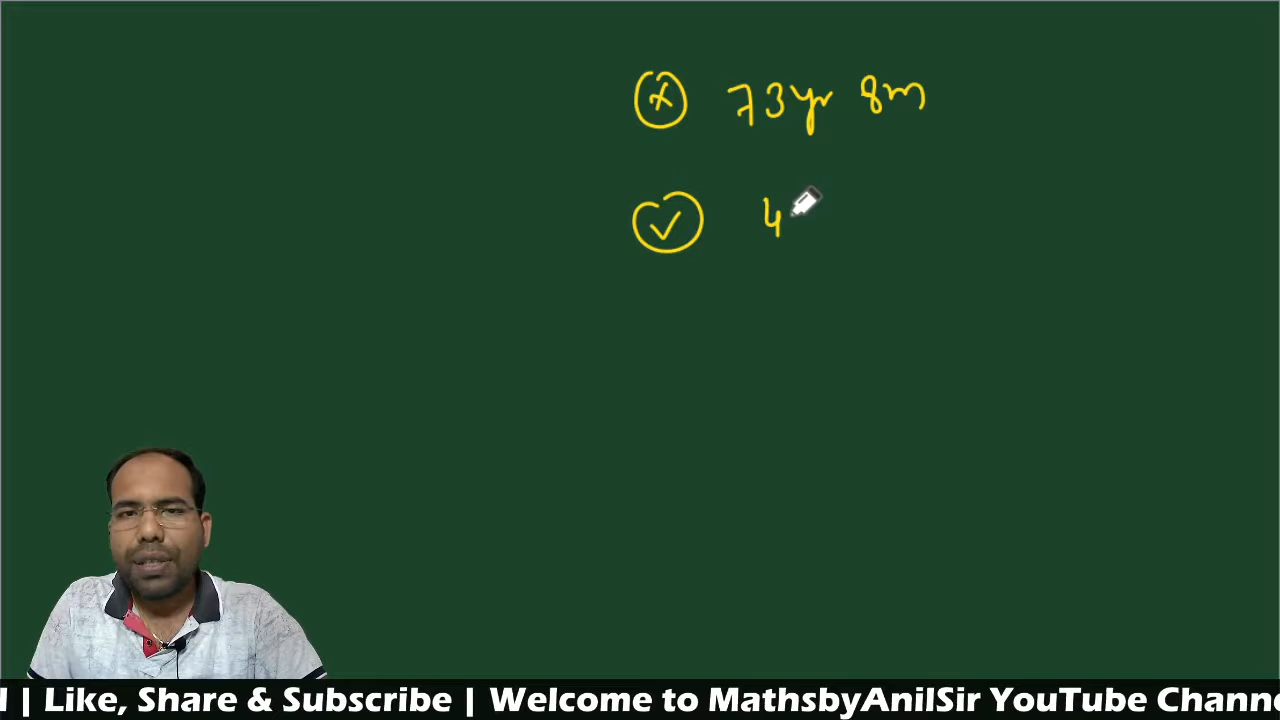 × 73yr 8m
✓ 4
l | Like, Share & Subscribe | Welcome to MathsbyAnilSir YouTube Channe